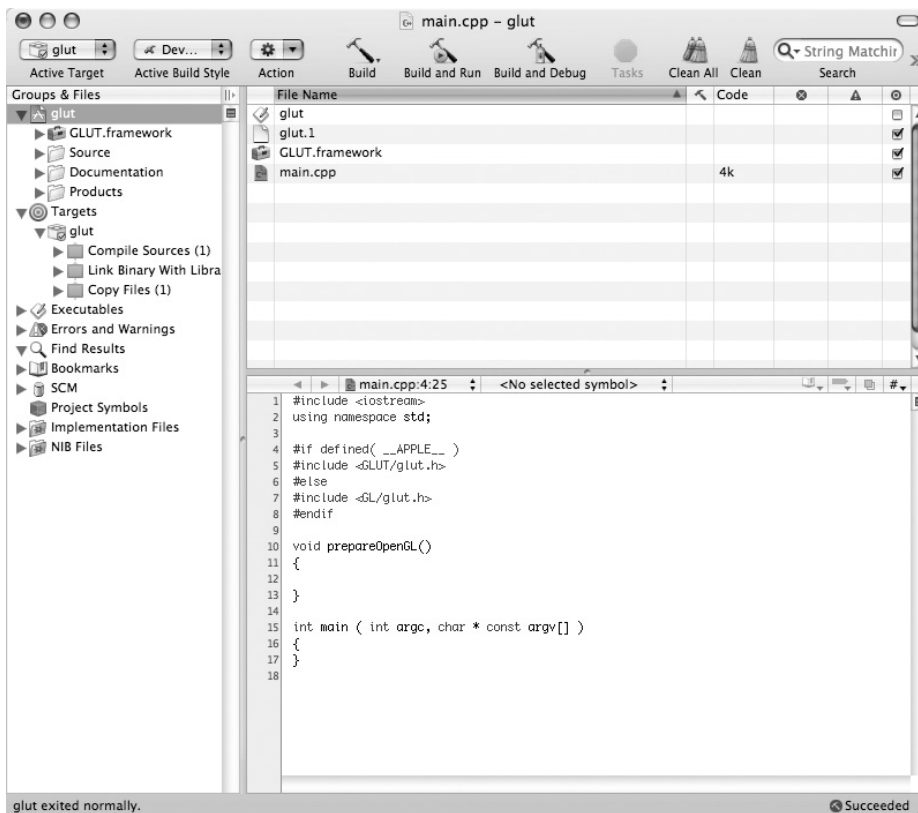 main.cpp – glut
glut
Dev...
String Matchir
Active Target
Active Build Style
Action
Build
Build and Run
Build and Debug
Tasks
Clean All
Clean
Search
Groups & Files
glut
GLUT.framework
Source
Documentation
Products
Targets
glut
Compile Sources (1)
Link Binary With Libra
Copy Files (1)
Executables
Errors and Warnings
Find Results
Bookmarks
SCM
Project Symbols
Implementation Files
NIB Files
File Name
Code
glut
glut.1
GLUT.framework
main.cpp 4k
main.cpp:4:25 <No selected symbol> #
1 #include <iostream>
2 using namespace std;
3
4 #if defined( __APPLE__ )
5 #include <GLUT/glut.h>
6 #else
7 #include <GL/glut.h>
8 #endif
9
10 void prepareOpenGL()
11 {
12
13 }
14
15 int main ( int argc, char * const argv[] )
16 {
17 }
18
glut exited normally.
Succeeded